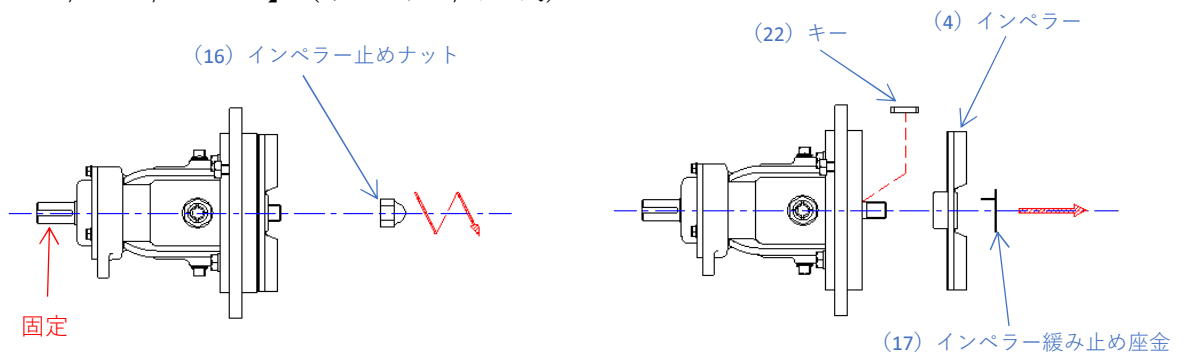 (16) インペラー止めナット
固定
(22) キー
(4) インペラー
(17) インペラー緩み止め座金